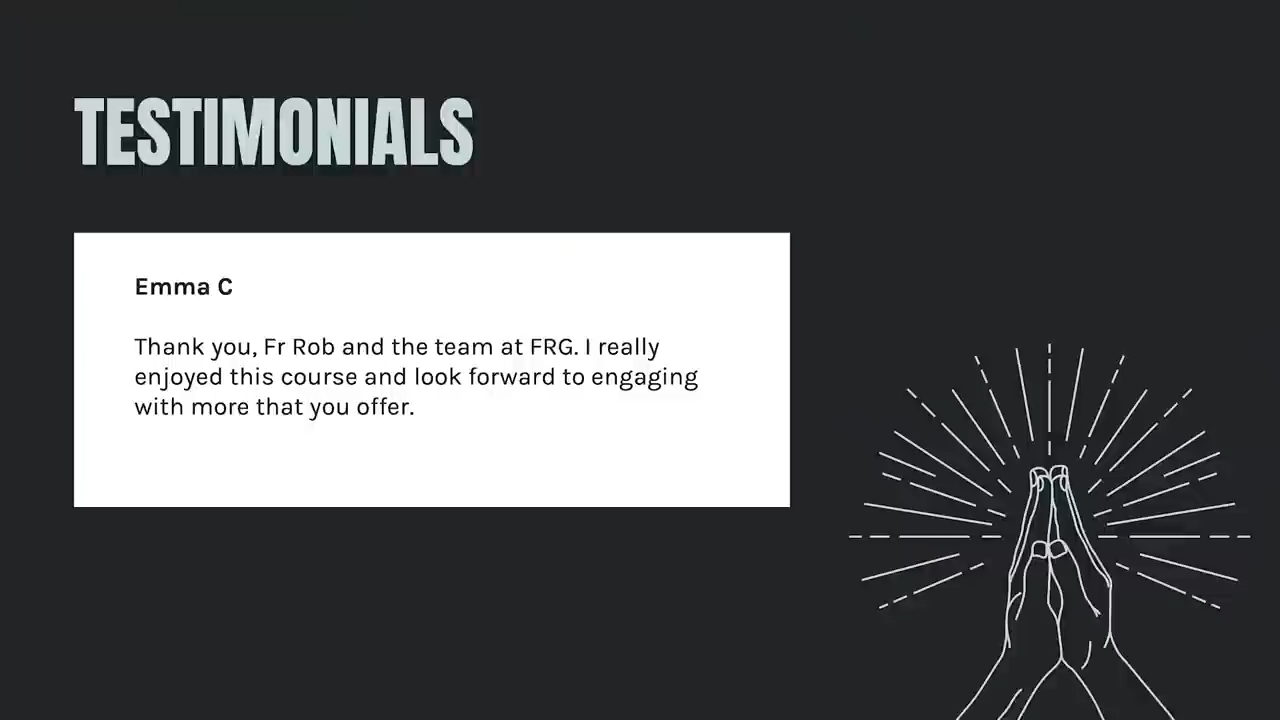 TESTIMONIALS
Emma C
Thank you, Fr Rob and the team at FRG. I really
enjoyed this course and look forward to engaging
with more that you offer.